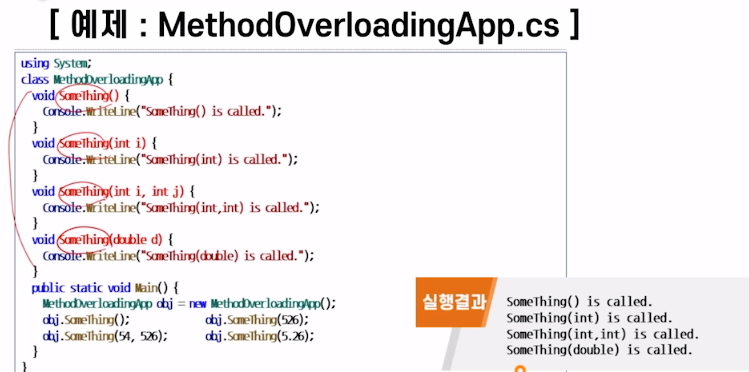 [ 예제 : MethodOverloadingApp.cs ]
using System;
class MethodOverloadingApp {
void SomeThing() {
Console.WriteLine("SomeThing() is called.");
}
void SomeThing(int i) {
Console.WriteLine("SomeThing(int) is called.");
}
void SomeThing(int i, int j) {
Console.WriteLine("SomeThing(int,int) is called.");
}
void SomeThing(double d) {
Console.WriteLine("SomeThing(double) is called.");
}
public static void Main() {
MethodOverloadingApp obj = new MethodOverloadingApp();
obj.SomeThing(); obj.SomeThing(526);
obj.SomeThing(54, 526); obj.SomeThing(5.26);
}
}
실행결과
SomeThing() is called.
SomeThing(int) is called.
SomeThing(int,int) is called.
SomeThing(double) is called.